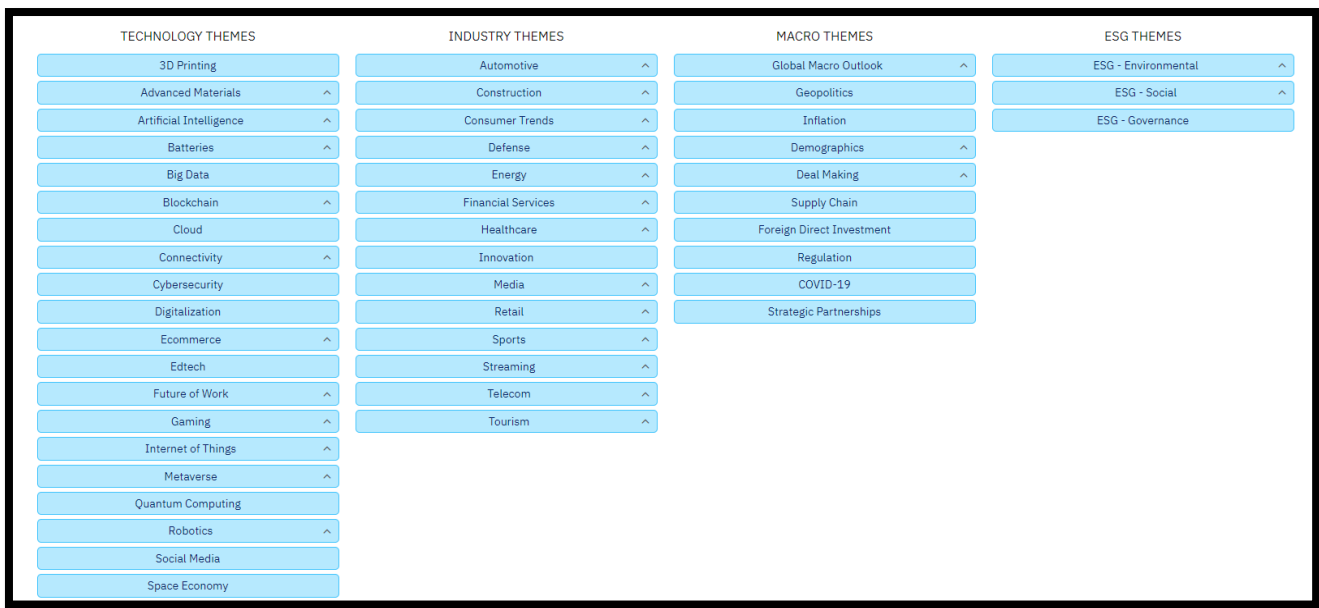 TECHNOLOGY THEMES
3D Printing
Advanced Materials
Artificial Intelligence
Batteries
Big Data
Blockchain
Cloud
Connectivity
Cybersecurity
Digitalization
Ecommerce
Edtech
Future of Work
Gaming
Internet of Things
Metaverse
Quantum Computing
Robotics
Social Media
Space Economy
INDUSTRY THEMES
Automotive
Construction
Consumer Trends
Defense
Energy
Financial Services
Healthcare
Innovation
Media
Retail
Sports
Streaming
Telecom
Tourism
MACRO THEMES
Global Macro Outlook
Geopolitics
Inflation
Demographics
Deal Making
Supply Chain
Foreign Direct Investment
Regulation
COVID-19
Strategic Partnerships
ESG THEMES
ESG - Environmental
ESG - Social
ESG - Governance